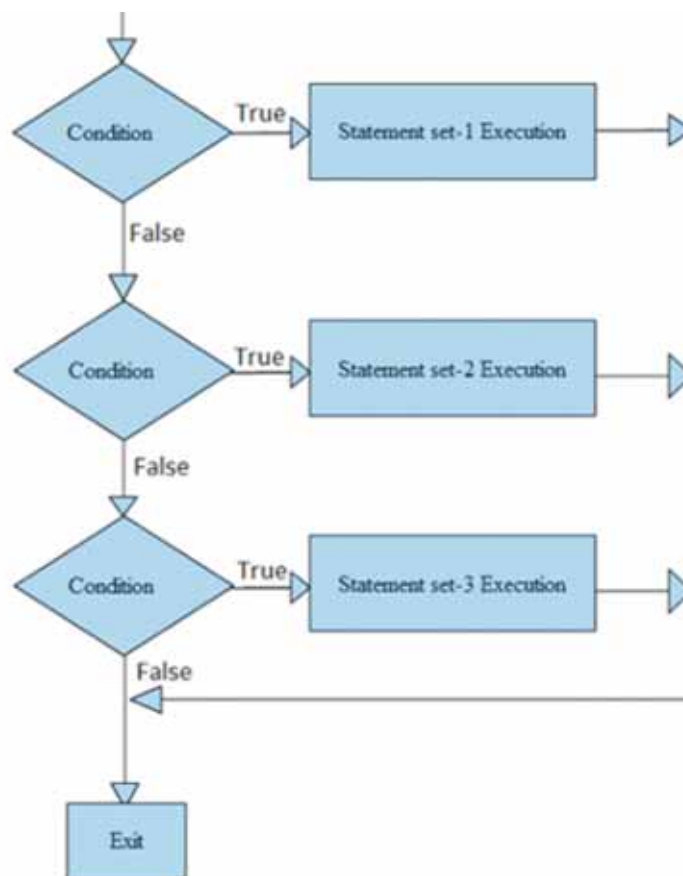 True
Condition
Statement set-1 Execution
False
True
Condition
Statement set-2 Execution
False
True
Condition
Statement set-3 Execution
False
Exit